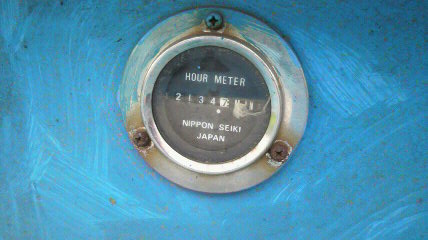 HOUR METER
2134
NIPPON SEIKI
JAPAN